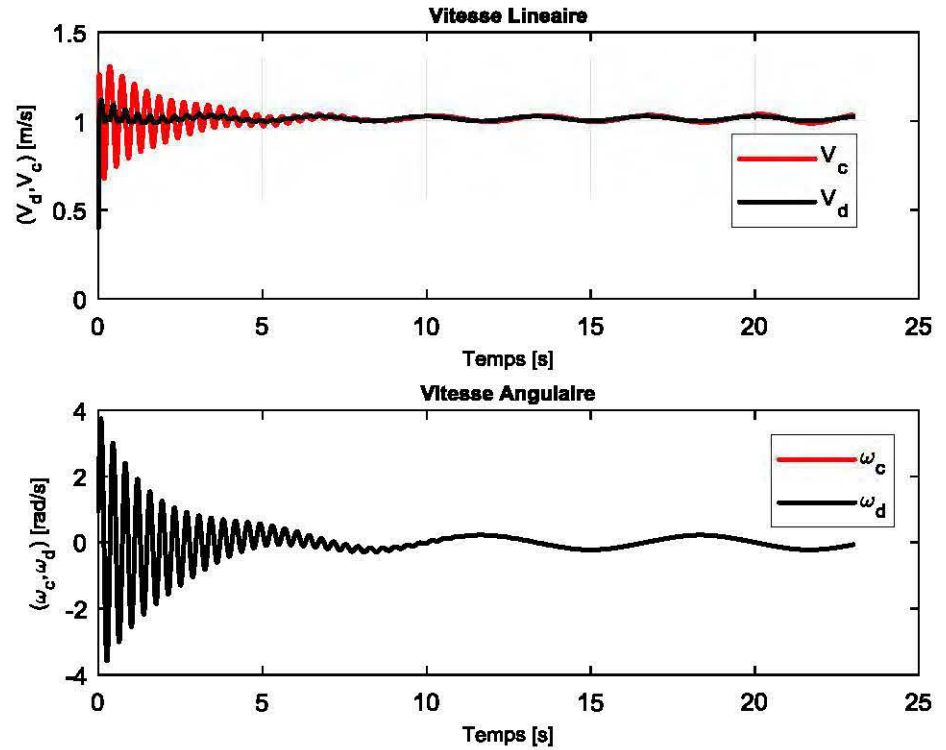 Vitesse Lineaire
1.5
1
0.5
0
(V_d,V_c) [m/s]
V_c
V_d
0 5 10 15 20 25
Temps [s]
Vitesse Angulaire
4
2
0
-2
-4
(ω_c,ω_d) [rad/s]
ω_c
ω_d
0 5 10 15 20 25
Temps [s]